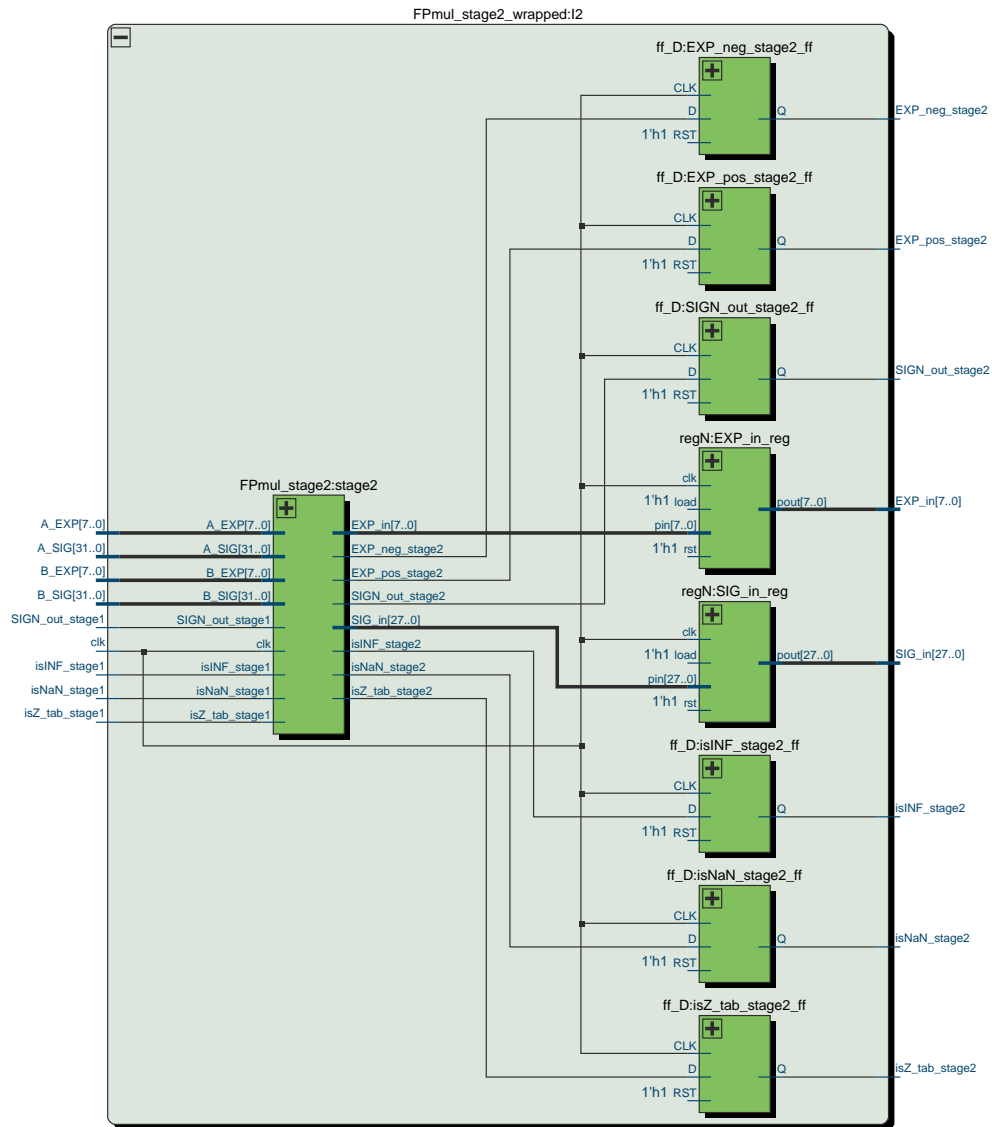 FPmul_stage2_wrapped:I2
ff_D:EXP_neg_stage2_ff
CLK
D
Q
EXP_neg_stage2
1'h1 RST
ff_D:EXP_pos_stage2_ff
CLK
D
Q
EXP_pos_stage2
1'h1 RST
ff_D:SIGN_out_stage2_ff
CLK
D
Q
SIGN_out_stage2
1'h1 RST
regN:EXP_in_reg
clk
1'h1 load
pout[7..0]
EXP_in[7..0]
pin[7..0]
1'h1 rst
FPmul_stage2:stage2
A_EXP[7..0]
A_EXP[7..0]
EXP_in[7..0]
A_SIG[31..0]
A_SIG[31..0]
EXP_neg_stage2
B_EXP[7..0]
B_EXP[7..0]
EXP_pos_stage2
B_SIG[31..0]
B_SIG[31..0]
SIGN_out_stage2
SIGN_out_stage1
SIGN_out_stage1
SIG_in[27..0]
clk
clk
isINF_stage2
isINF_stage1
isINF_stage1
isNaN_stage2
isNaN_stage1
isNaN_stage1
isZ_tab_stage2
isZ_tab_stage1
isZ_tab_stage1
regN:SIG_in_reg
clk
1'h1 load
pout[27..0]
SIG_in[27..0]
pin[27..0]
1'h1 rst
ff_D:isINF_stage2_ff
CLK
D
Q
isINF_stage2
1'h1 RST
ff_D:isNaN_stage2_ff
CLK
D
Q
isNaN_stage2
1'h1 RST
ff_D:isZ_tab_stage2_ff
CLK
D
Q
isZ_tab_stage2
1'h1 RST